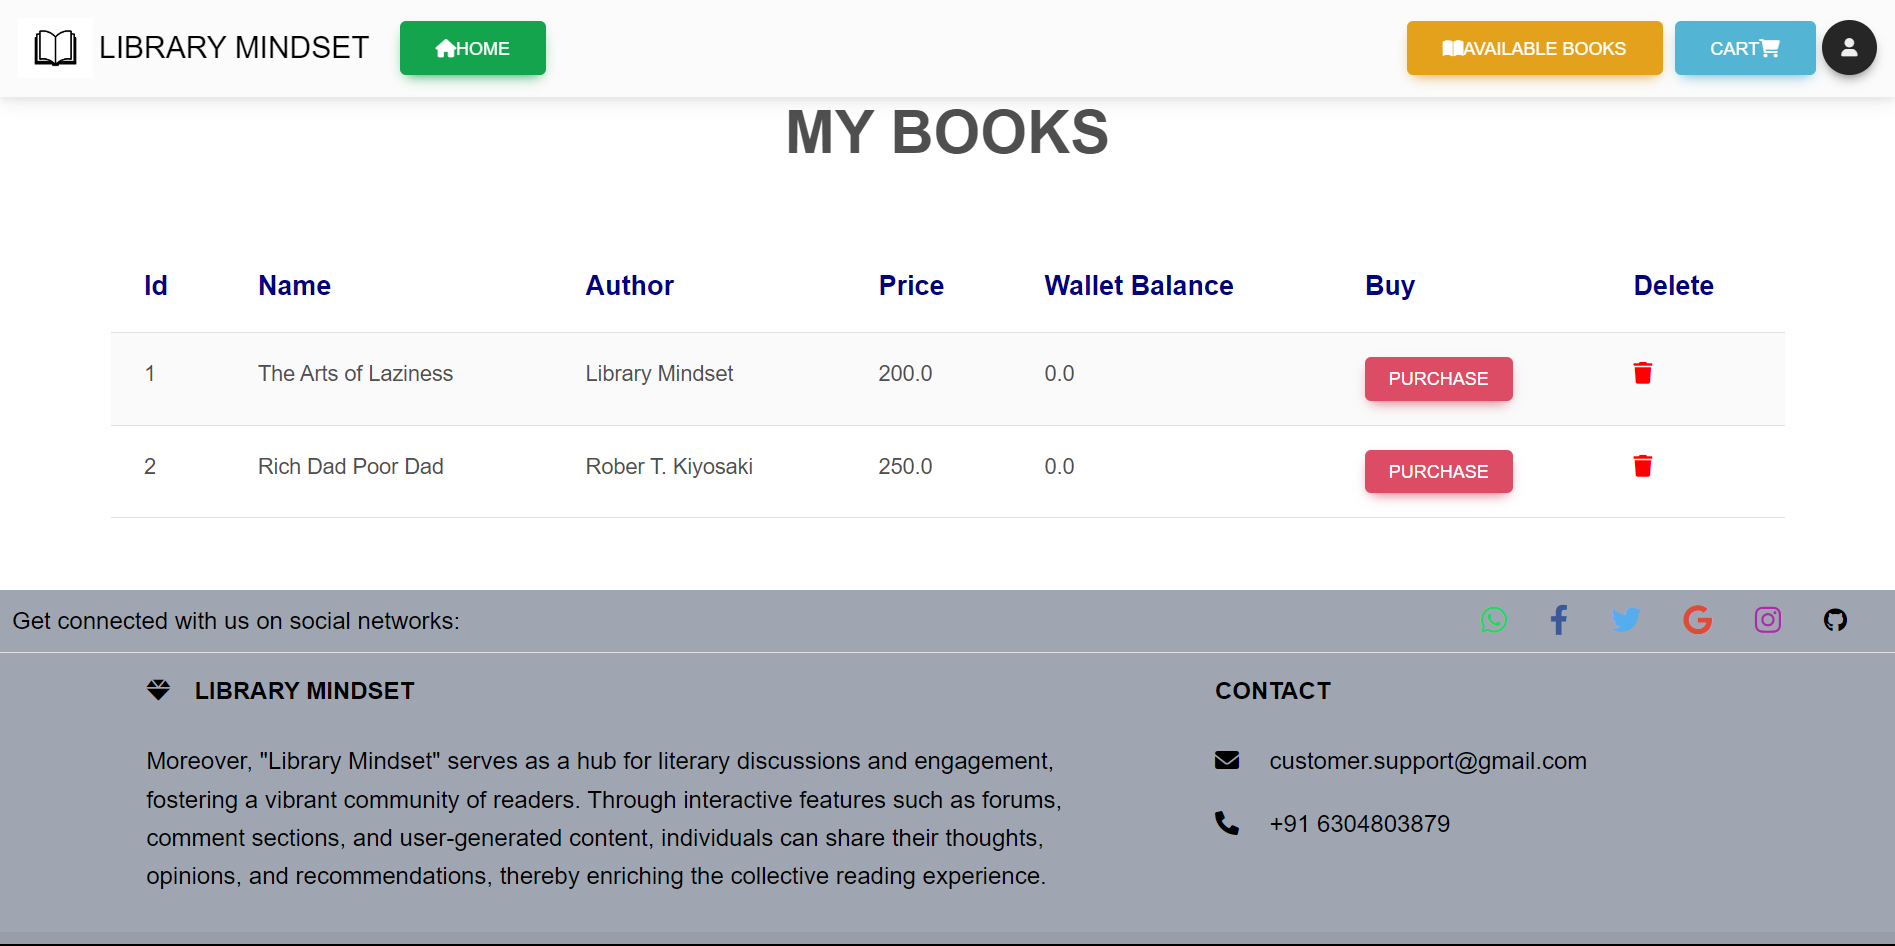 LIBRARY MINDSET HOME AVAILABLE BOOKS CART
MY BOOKS
Id Name Author Price Wallet Balance Buy Delete
1 The Arts of Laziness Library Mindset 200.0 0.0 PURCHASE
2 Rich Dad Poor Dad Rober T. Kiyosaki 250.0 0.0 PURCHASE
Get connected with us on social networks:
LIBRARY MINDSET
Moreover, "Library Mindset" serves as a hub for literary discussions and engagement,
fostering a vibrant community of readers. Through interactive features such as forums,
comment sections, and user-generated content, individuals can share their thoughts,
opinions, and recommendations, thereby enriching the collective reading experience.
CONTACT
customer.support@gmail.com
+91 6304803879